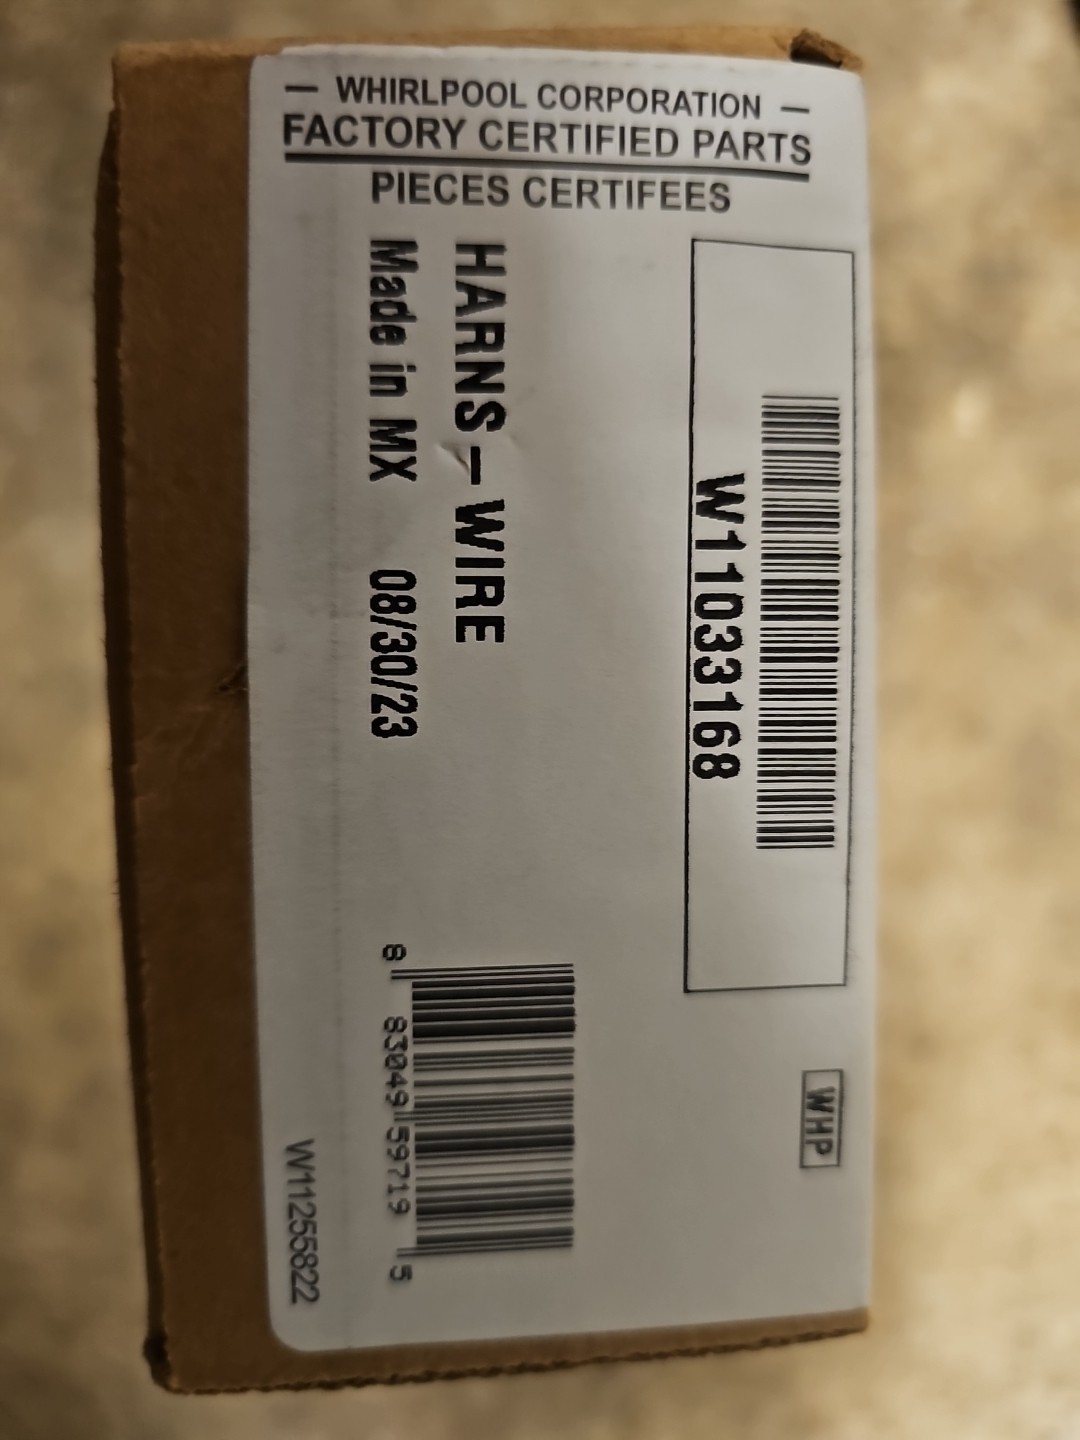 — WHIRLPOOL CORPORATION —
FACTORY CERTIFIED PARTS
PIECES CERTIFEES
W11033168
HARNS-WIRE
Made in MX 08/30/23
WHP
8 83049 59719 5
W11255822